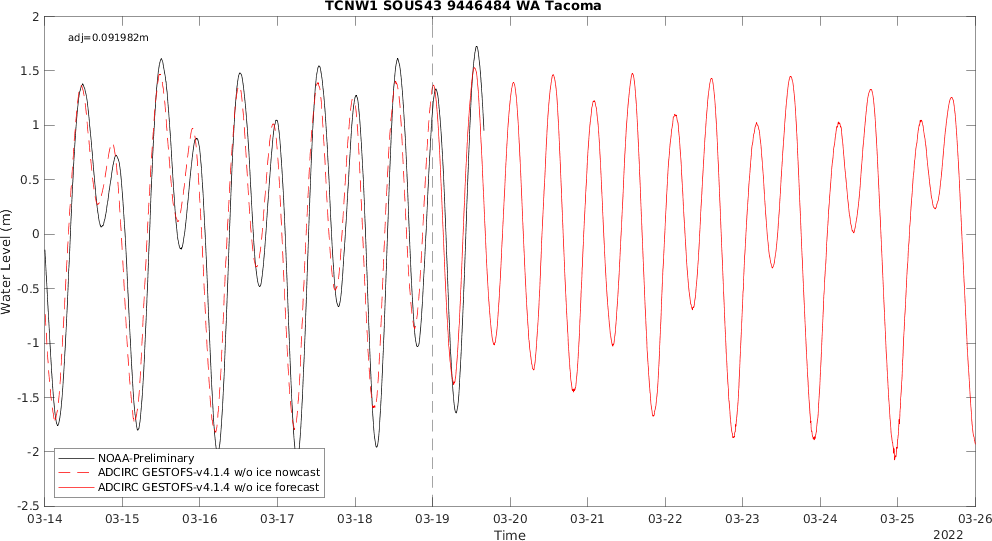 TCNW1 SOUS43 9446484 WA Tacoma
adj=0.091982m
Water Level (m)
2
1.5
1
0.5
0
-0.5
-1
-1.5
-2
-2.5
NOAA-Preliminary
ADCIRC GESTOFS-v4.1.4 w/o ice nowcast
ADCIRC GESTOFS-v4.1.4 w/o ice forecast
03-14 03-15 03-16 03-17 03-18 03-19 03-20 03-21 03-22 03-23 03-24 03-25 03-26
Time
2022